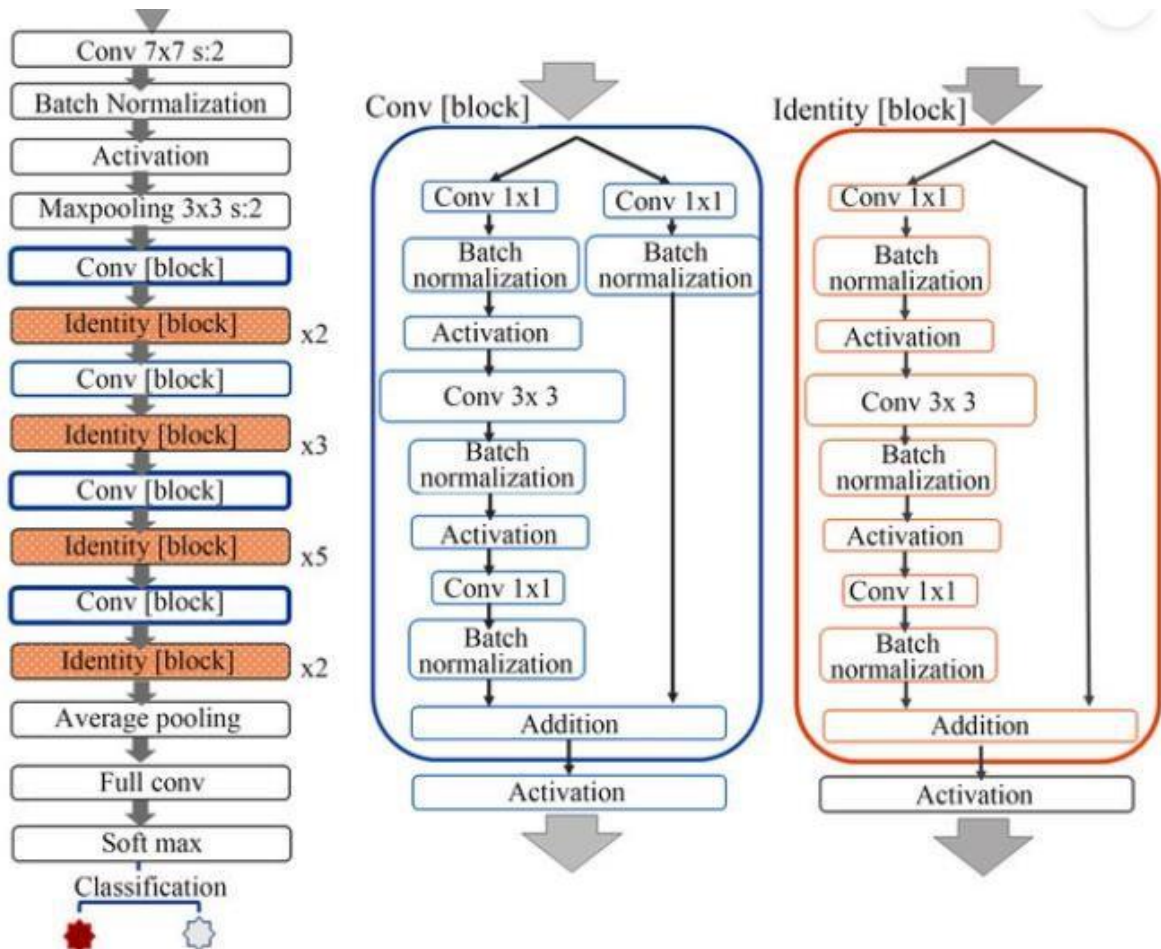 Conv 7x7 s:2
Batch Normalization
Activation
Maxpooling 3x3 s:2
Conv [block]
Identity [block]
x2
Conv [block]
Identity [block]
x3
Conv [block]
Identity [block]
x5
Conv [block]
Identity [block]
x2
Average pooling
Full conv
Soft max
Classification
Conv [block]
Conv 1x1
Batch
normalization
Activation
Conv 3x 3
Batch
normalization
Activation
Conv 1x1
Batch
normalization
Conv 1x1
Batch
normalization
Addition
Activation
Identity [block]
Conv 1x1
Batch
normalization
Activation
Conv 3x 3
Batch
normalization
Activation
Conv 1x1
Batch
normalization
Addition
Activation